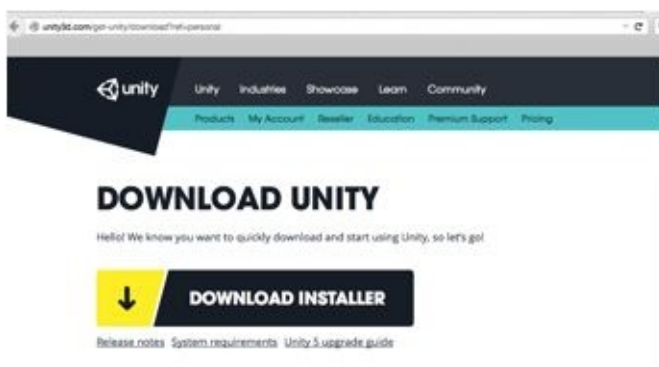 unity3d.com/get-unity/download?ref=personal
unity
Unity Industries Showcase Learn Community
Products My Account Reseller Education Premium Support Pricing
DOWNLOAD UNITY
Hello! We know you want to quickly download and start using Unity, so let's go!
DOWNLOAD INSTALLER
Release notes System requirements Unity 5 upgrade guide